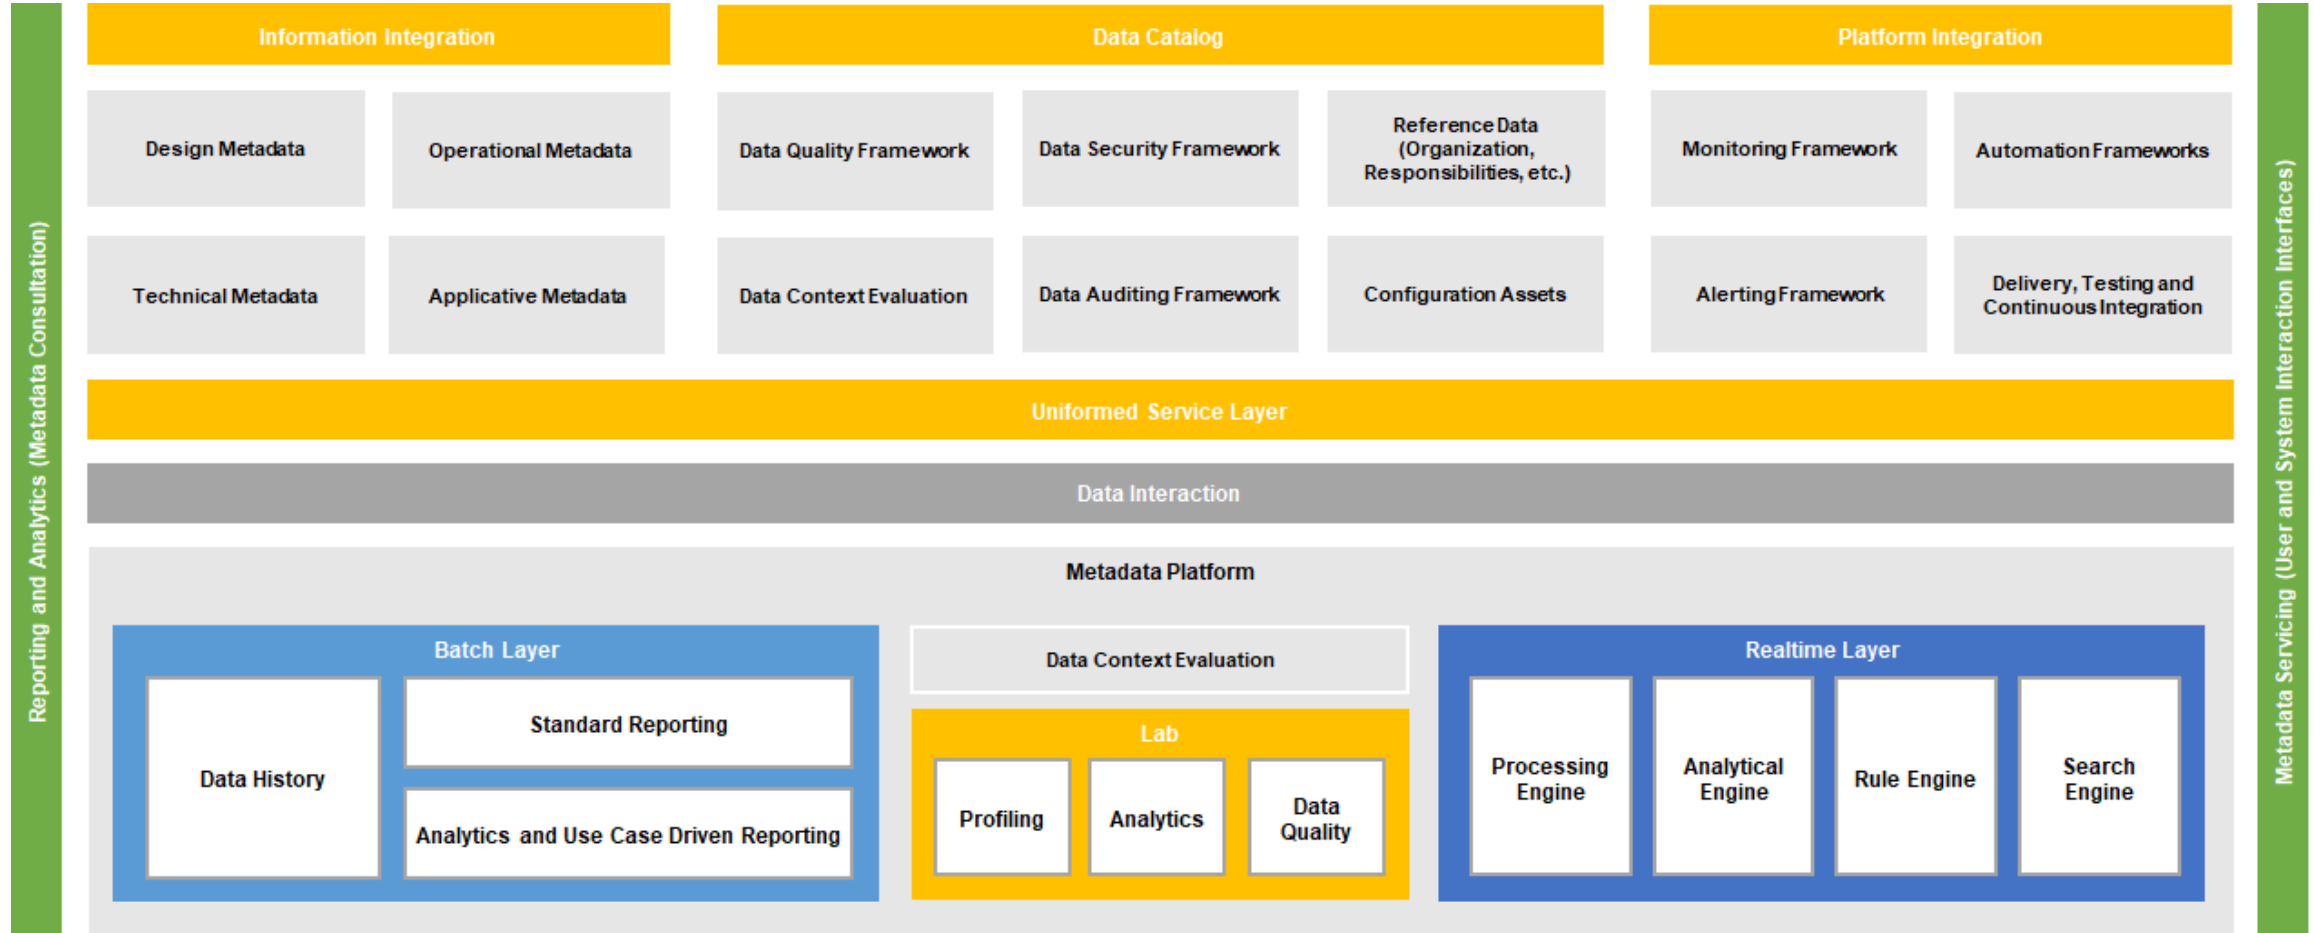 Reporting and Analytics (Metadata Consultation)
Information Integration
Data Catalog
Platform Integration
Design Metadata
Operational Metadata
Data Quality Framework
Data Security Framework
Reference Data
(Organization,
Responsibilities, etc.)
Monitoring Framework
Automation Frameworks
Technical Metadata
Applicative Metadata
Data Context Evaluation
Data Auditing Framework
Configuration Assets
Alerting Framework
Delivery, Testing and
Continuous Integration
Uniformed Service Layer
Data Interaction
Metadata Platform
Batch Layer
Data History
Standard Reporting
Analytics and Use Case Driven Reporting
Data Context Evaluation
Lab
Profiling
Analytics
Data
Quality
Realtime Layer
Processing
Engine
Analytical
Engine
Rule Engine
Search
Engine
Metadata Servicing (User and System Interaction Interfaces)